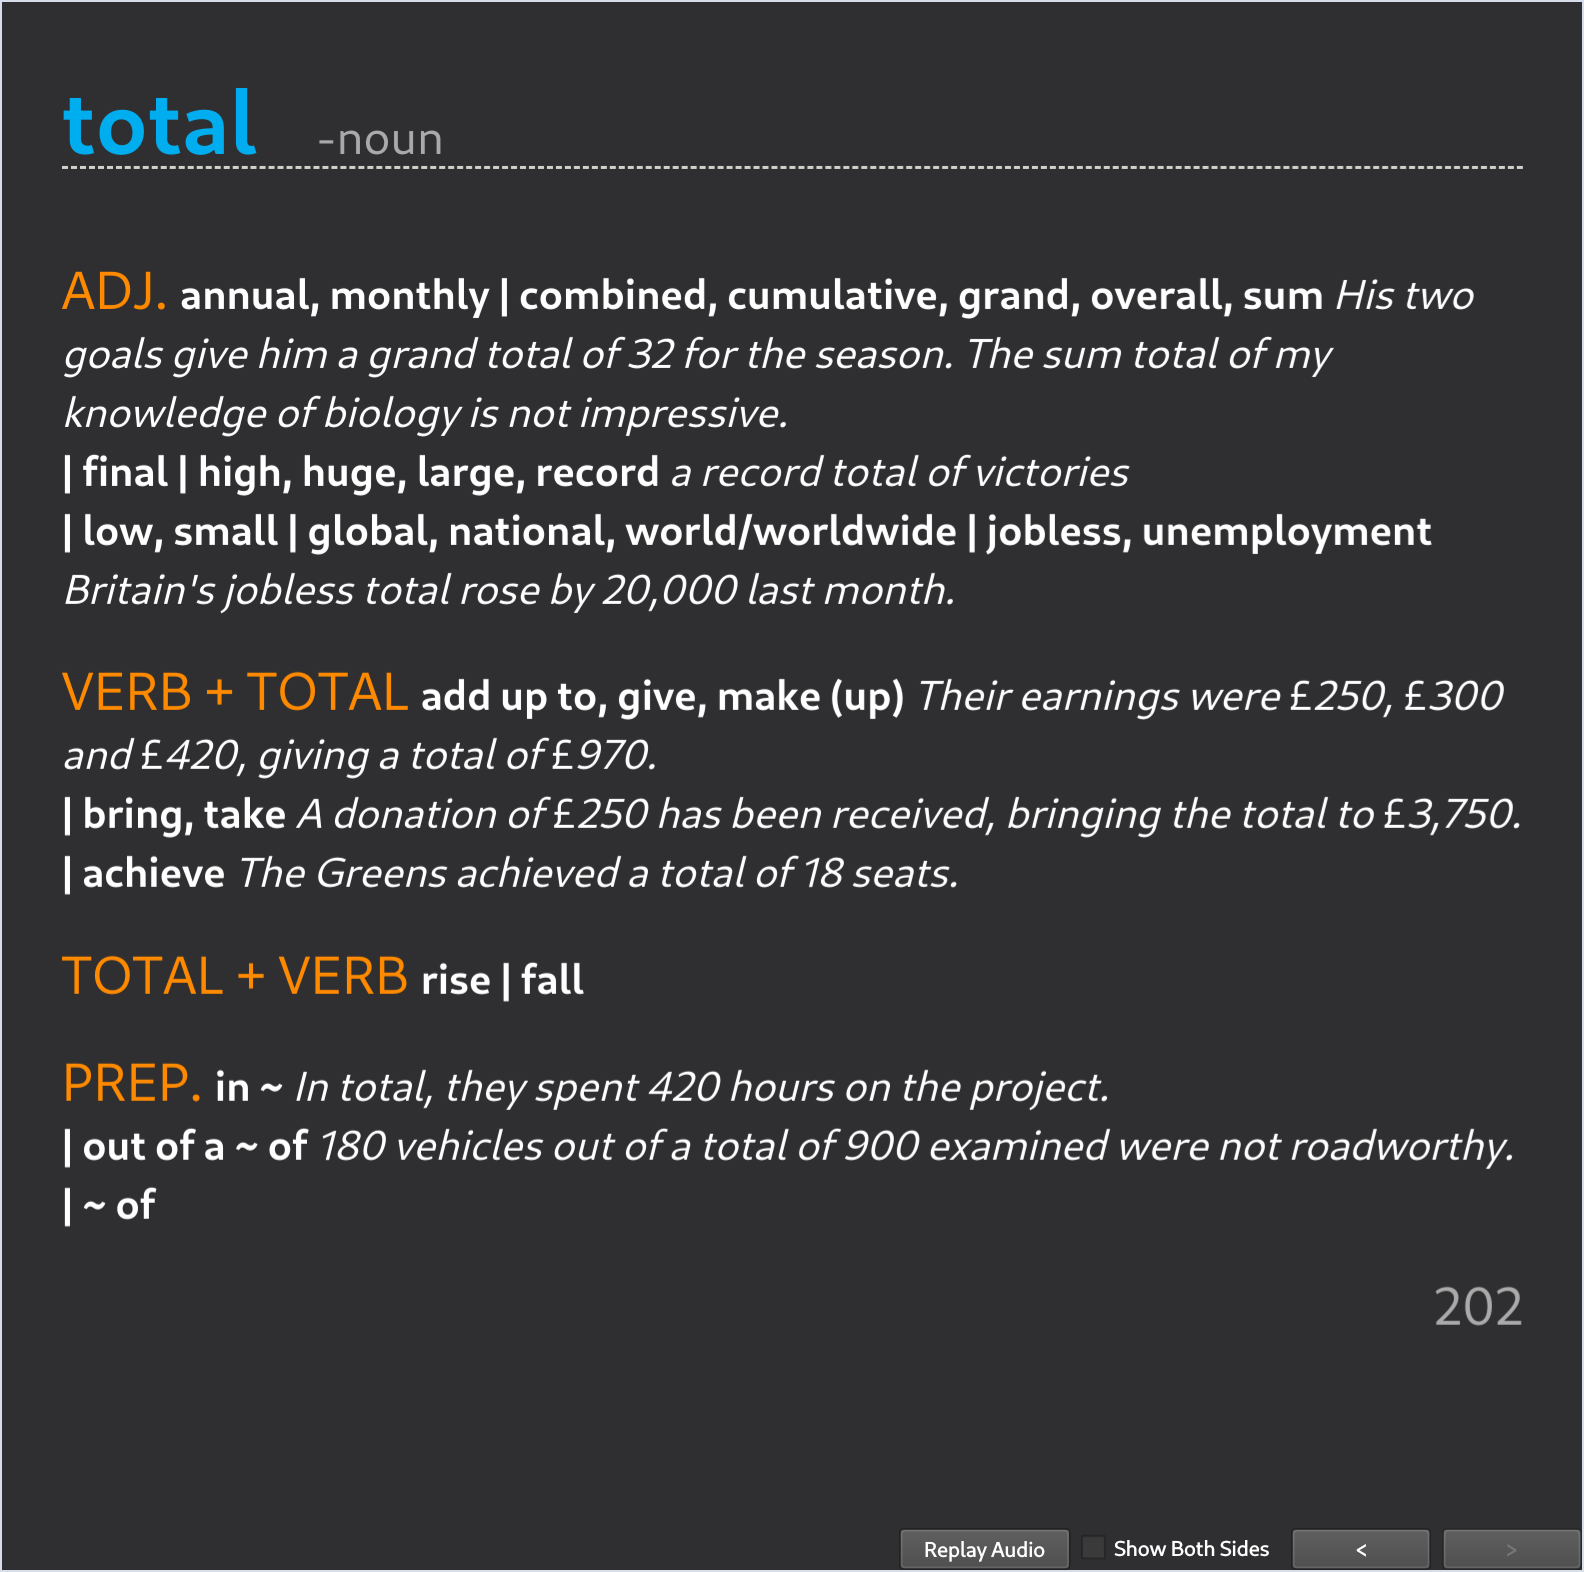 total -noun
ADJ. annual, monthly | combined, cumulative, grand, overall, sum His two
goals give him a grand total of 32 for the season. The sum total of my
knowledge of biology is not impressive.
| final | high, huge, large, record a record total of victories
| low, small | global, national, world/worldwide | jobless, unemployment
Britain's jobless total rose by 20,000 last month.
VERB + TOTAL add up to, give, make (up) Their earnings were £250, £300
and £420, giving a total of £970.
| bring, take A donation of £250 has been received, bringing the total to £3,750.
| achieve The Greens achieved a total of 18 seats.
TOTAL + VERB rise | fall
PREP. in ~ In total, they spent 420 hours on the project.
| out of a ~ of 180 vehicles out of a total of 900 examined were not roadworthy.
| ~ of
202
Replay Audio Show Both Sides < >